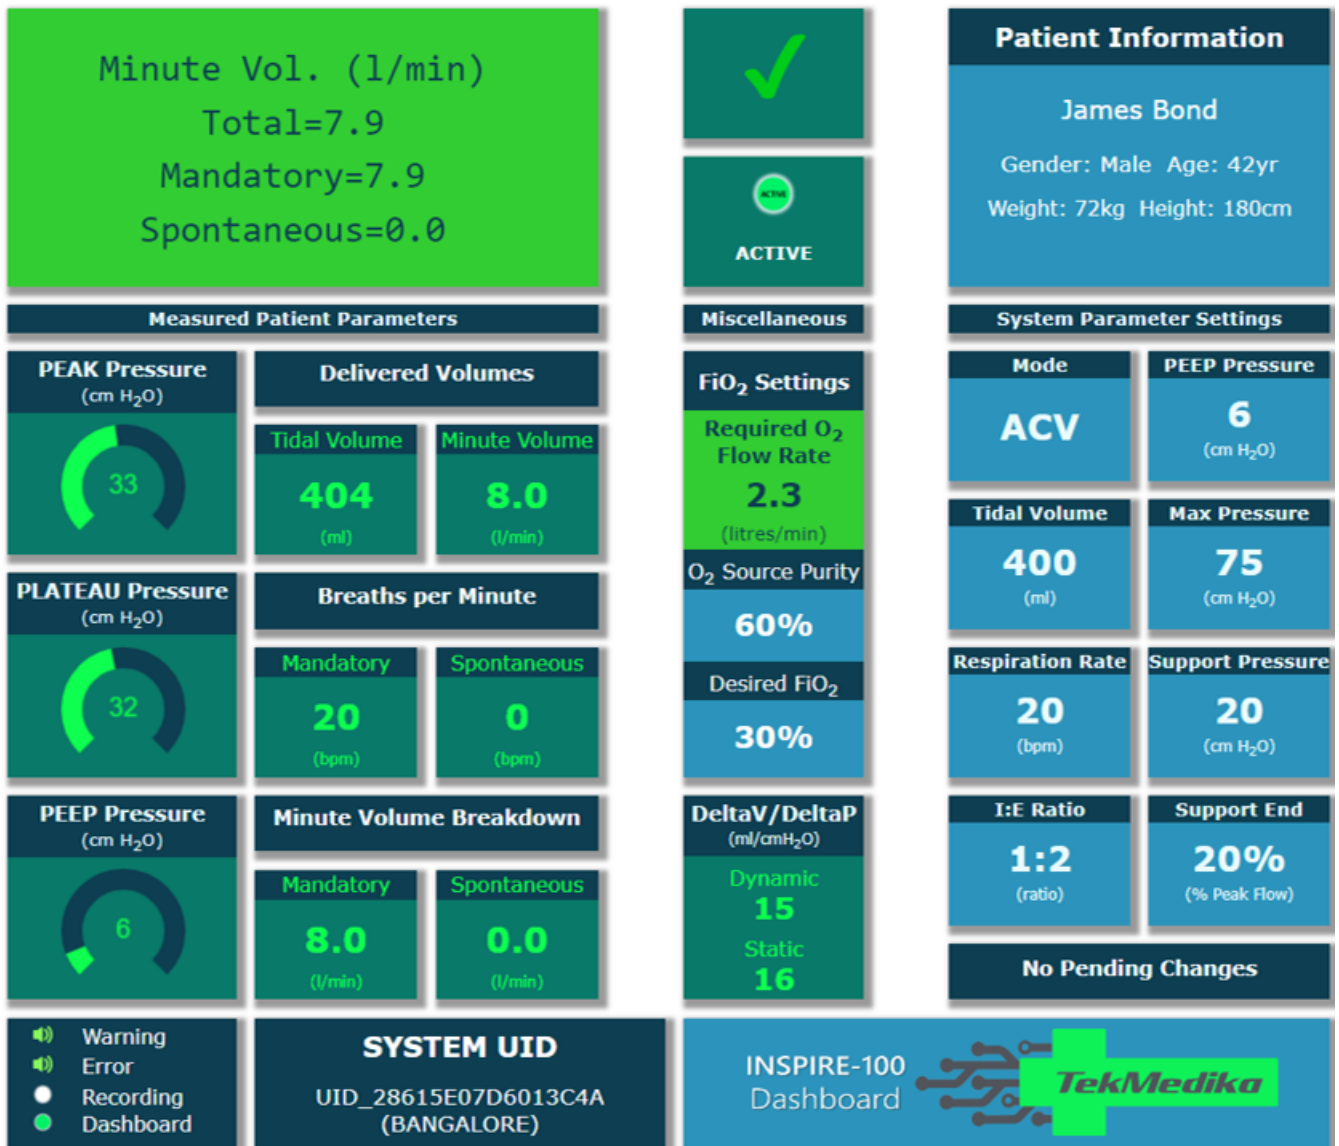 Minute Vol. (l/min)
Total=7.9
Mandatory=7.9
Spontaneous=0.0
ACTIVE
ACTIVE
Patient Information
James Bond
Gender: Male Age: 42yr
Weight: 72kg Height: 180cm
Measured Patient Parameters
Miscellaneous
System Parameter Settings
PEAK Pressure
(cm H₂O)
33
Delivered Volumes
Tidal Volume
404
(ml)
Minute Volume
8.0
(l/min)
PLATEAU Pressure
(cm H₂O)
32
Breaths per Minute
Mandatory
20
(bpm)
Spontaneous
0
(bpm)
PEEP Pressure
(cm H₂O)
6
Minute Volume Breakdown
Mandatory
8.0
(l/min)
Spontaneous
0.0
(l/min)
FiO₂ Settings
Required O₂
Flow Rate
2.3
(litres/min)
O₂ Source Purity
60%
Desired FiO₂
30%
DeltaV/DeltaP
(ml/cmH₂O)
Dynamic
15
Static
16
Mode
ACV
PEEP Pressure
6
(cm H₂O)
Tidal Volume
400
(ml)
Max Pressure
75
(cm H₂O)
Respiration Rate
20
(bpm)
Support Pressure
20
(cm H₂O)
I:E Ratio
1:2
(ratio)
Support End
20%
(% Peak Flow)
No Pending Changes
Warning
Error
Recording
Dashboard
SYSTEM UID
UID_28615E07D6013C4A
(BANGALORE)
INSPIRE-100
Dashboard
TekMedika